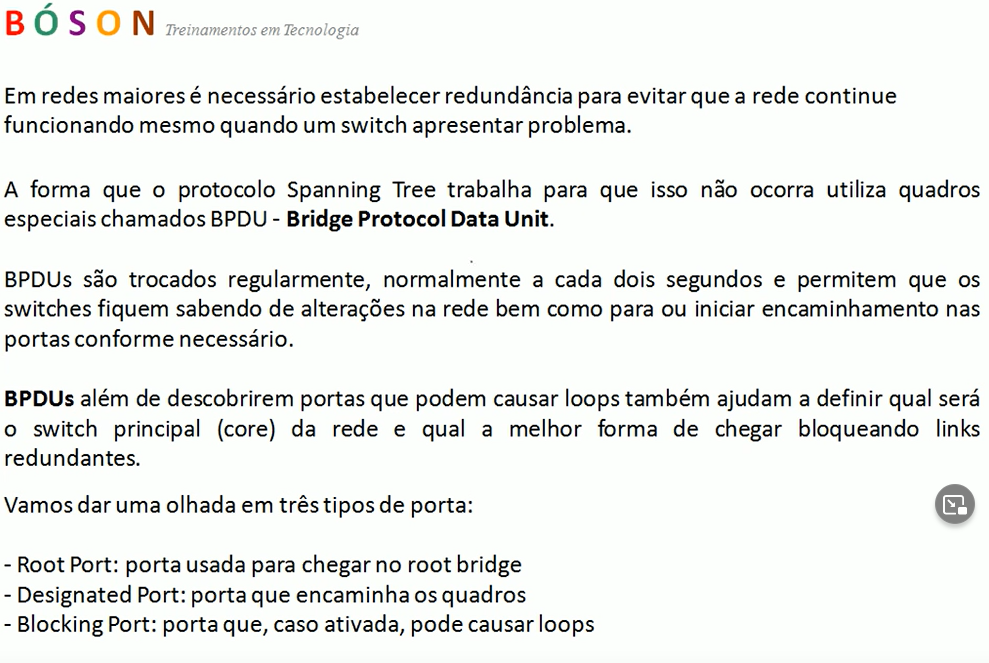 BÓSON Treinamentos em Tecnologia
Em redes maiores é necessário estabelecer redundância para evitar que a rede continue
funcionando mesmo quando um switch apresentar problema.
A forma que o protocolo Spanning Tree trabalha para que isso não ocorra utiliza quadros
especiais chamados BPDU - Bridge Protocol Data Unit.
BPDUs são trocados regularmente, normalmente a cada dois segundos e permitem que os
switches fiquem sabendo de alterações na rede bem como para ou iniciar encaminhamento nas
portas conforme necessário.
BPDUs além de descobrirem portas que podem causar loops também ajudam a definir qual será
o switch principal (core) da rede e qual a melhor forma de chegar bloqueando links
redundantes.
Vamos dar uma olhada em três tipos de porta:
- Root Port: porta usada para chegar no root bridge
- Designated Port: porta que encaminha os quadros
- Blocking Port: porta que, caso ativada, pode causar loops